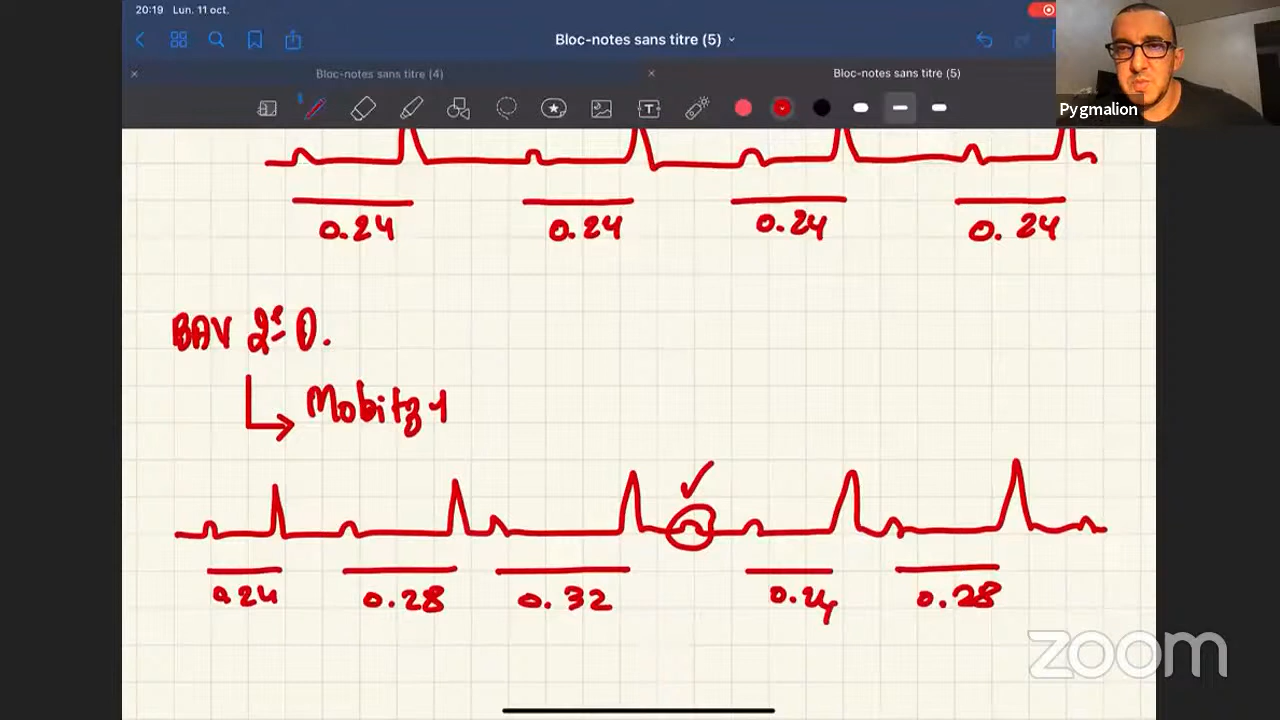 20:19 Lun. 11 oct.
Bloc-notes sans titre (5)
Bloc-notes sans titre (4)
Bloc-notes sans titre (5)
Pygmalion
0.24 0.24 0.24 0.24
BAV 2e D.
Mobitz 1
0.24 0.28 0.32 0.24 0.28
zoom